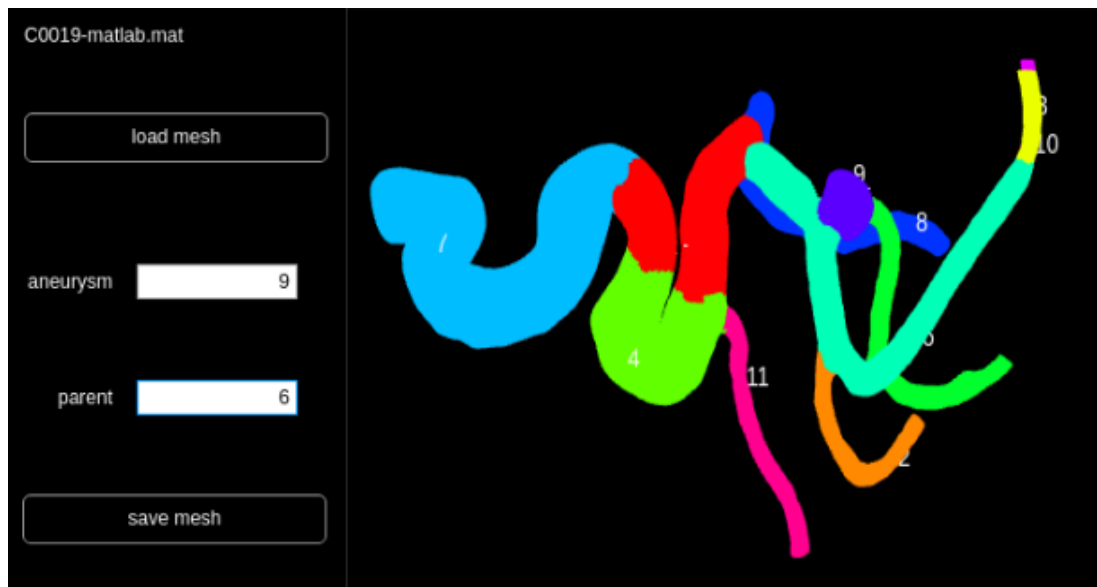 C0019-matlab.mat
load mesh
aneurysm 9
parent 6
save mesh
10
9
8
4
11
2